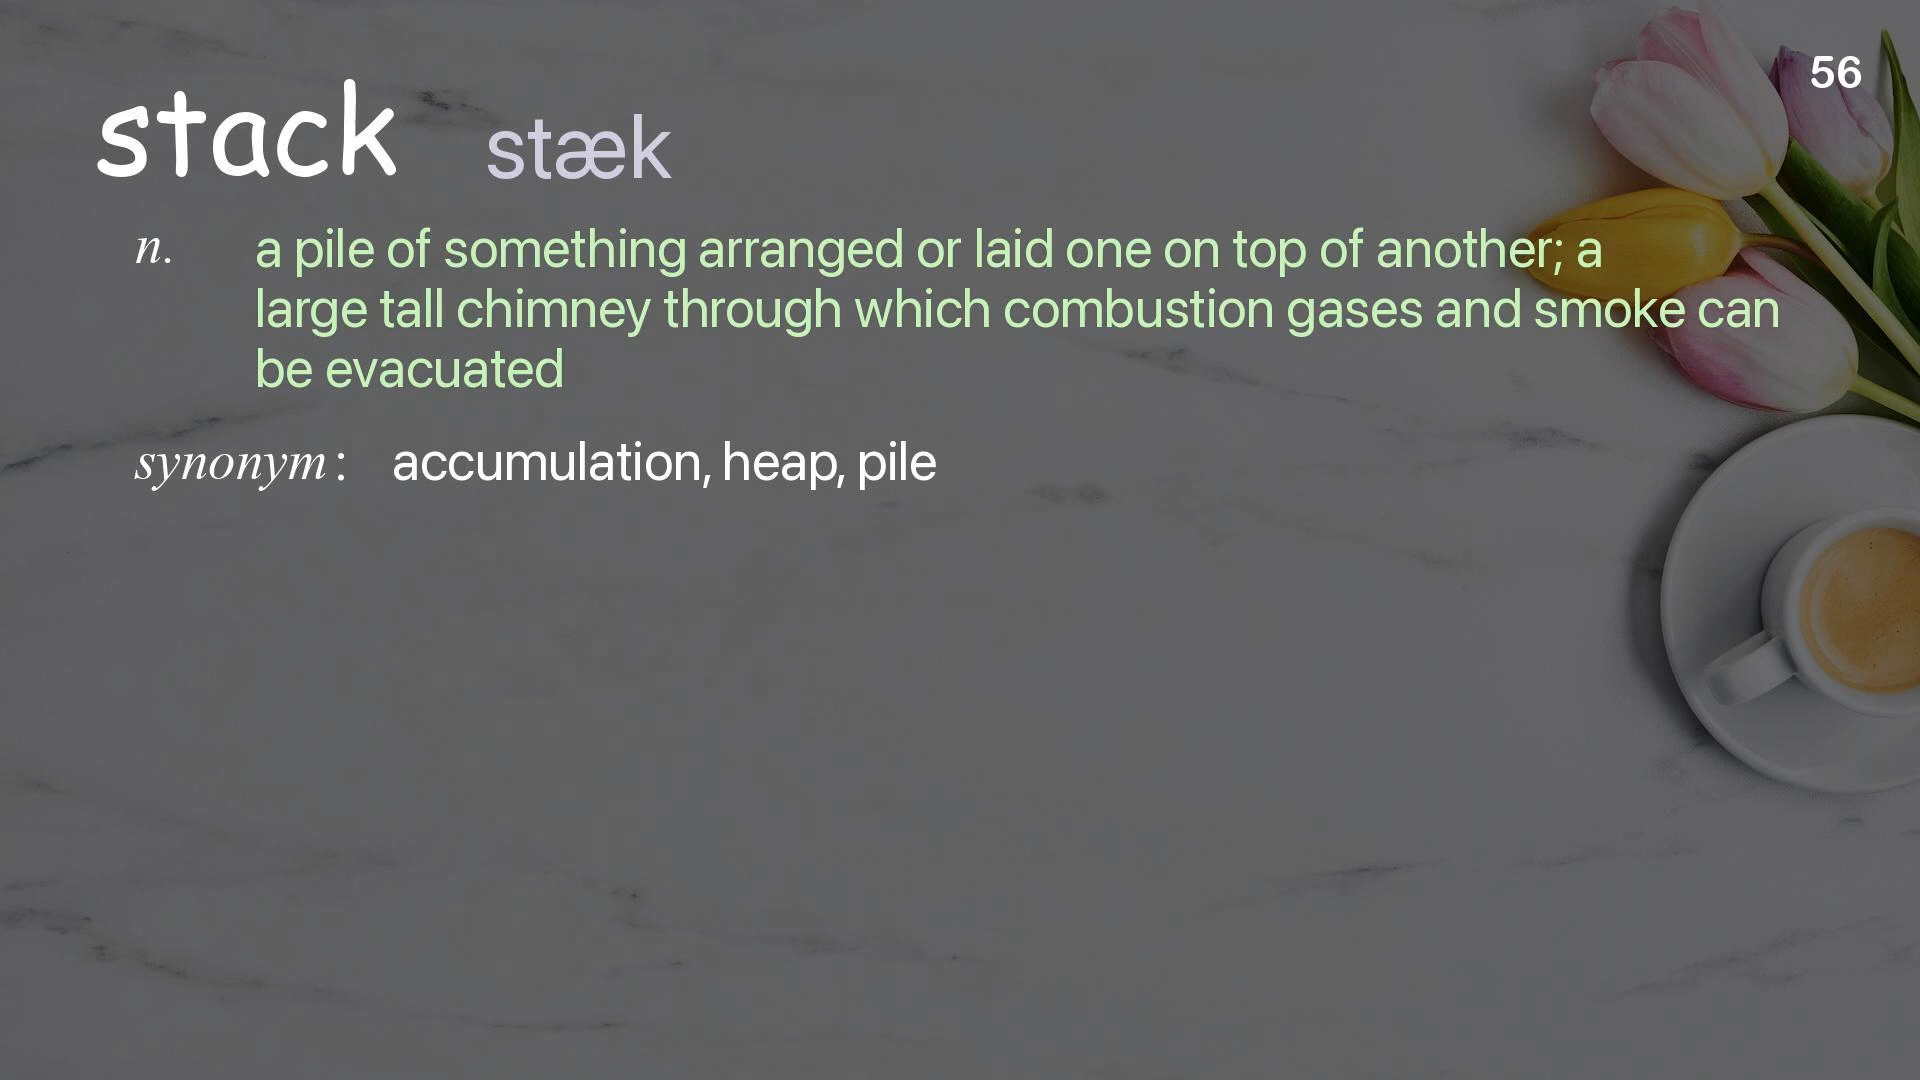 56
stack stæk
n. a pile of something arranged or laid one on top of another; a
large tall chimney through which combustion gases and smoke can
be evacuated
synonym: accumulation, heap, pile